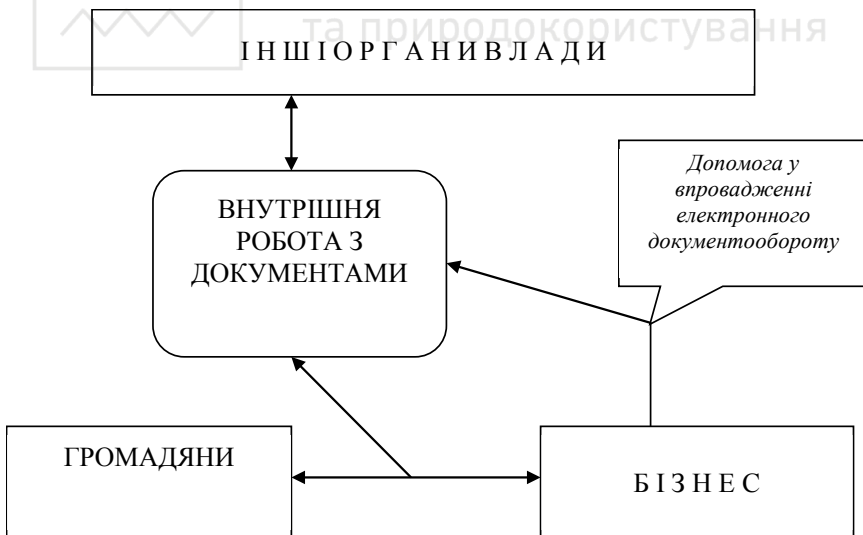 та природокористування
І Н Ш І О Р Г А Н И В Л А Д И
Допомога у
впровадженні
електронного
документообороту
ВНУТРІШНЯ
РОБОТА З
ДОКУМЕНТАМИ
ГРОМАДЯНИ
Б І З Н Е С